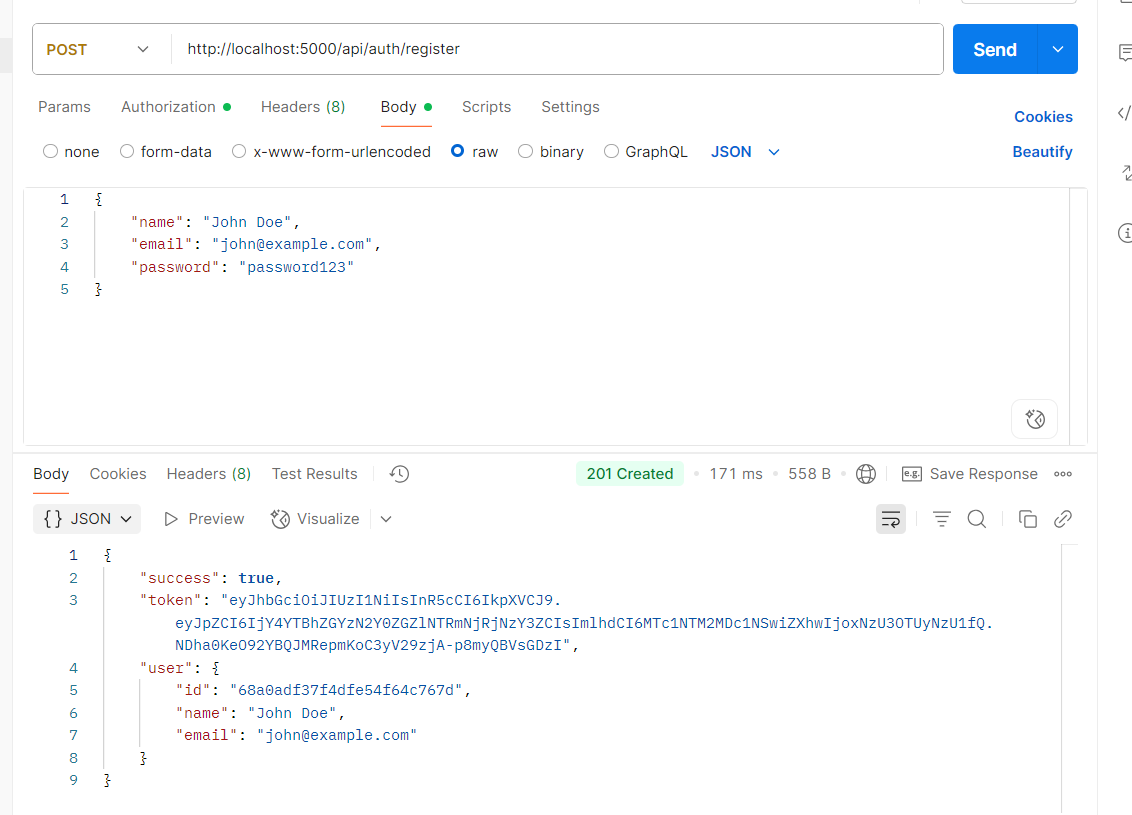 POST http://localhost:5000/api/auth/register Send
Params Authorization Headers (8) Body Scripts Settings Cookies
none form-data x-www-form-urlencoded raw binary GraphQL JSON Beautify
1 {
2 "name": "John Doe",
3 "email": "john@example.com",
4 "password": "password123"
5 }
Body Cookies Headers (8) Test Results 201 Created 171 ms 558 B e.g. Save Response
{} JSON Preview Visualize
1 {
2 "success": true,
3 "token": "eyJhbGciOiJIUzI1NiIsInR5cCI6IkpXVCJ9.
eyJpZCI6IjY4YTBhZGYzN2Y0ZGZlNTRmNjRjNzY3ZCIsImlhdCI6MTc1NTM2MDc1NSwiZXhwIjoxNzU3OTUyNzU1fQ.
NDha0KeO92YBQJMRepmKoC3yV29zjA-p8myQBVsGDzI",
4 "user": {
5 "id": "68a0adf37f4dfe54f64c767d",
6 "name": "John Doe",
7 "email": "john@example.com"
8 }
9 }